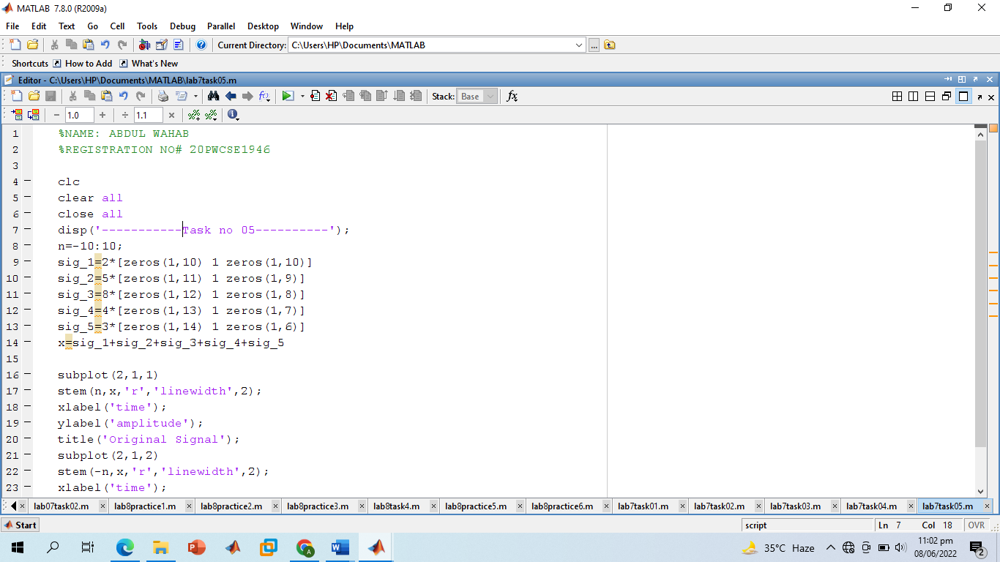 MATLAB 7.8.0 (R2009a)
File Edit Text Go Cell Tools Debug Parallel Desktop Window Help
Current Directory: C:\Users\HP\Documents\MATLAB ...
Shortcuts How to Add What's New
Editor - C:\Users\HP\Documents\MATLAB\lab7task05.m
Stack: Base fx
− 1.0 + ÷ 1.1 ×
1 %NAME: ABDUL WAHAB
2 %REGISTRATION NO# 20PWCSE1946
3
4 clc
5 clear all
6 close all
7 disp('-----------Task no 05----------');
8 n=-10:10;
9 sig_1=2*[zeros(1,10) 1 zeros(1,10)]
10 sig_2=5*[zeros(1,11) 1 zeros(1,9)]
11 sig_3=8*[zeros(1,12) 1 zeros(1,8)]
12 sig_4=4*[zeros(1,13) 1 zeros(1,7)]
13 sig_5=3*[zeros(1,14) 1 zeros(1,6)]
14 x=sig_1+sig_2+sig_3+sig_4+sig_5
15
16 subplot(2,1,1)
17 stem(n,x,'r','linewidth',2);
18 xlabel('time');
19 ylabel('amplitude');
20 title('Original Signal');
21 subplot(2,1,2)
22 stem(-n,x,'r','linewidth',2);
23 xlabel('time');
lab07task02.m lab8practice1.m lab8practice2.m lab8practice3.m lab8task4.m lab8practice5.m lab8practice6.m lab7task01.m lab7task02.m lab7task03.m lab7task04.m lab7task05.m
Start script Ln 7 Col 18 OVR
35°C Haze 11:02 pm
08/06/2022 2